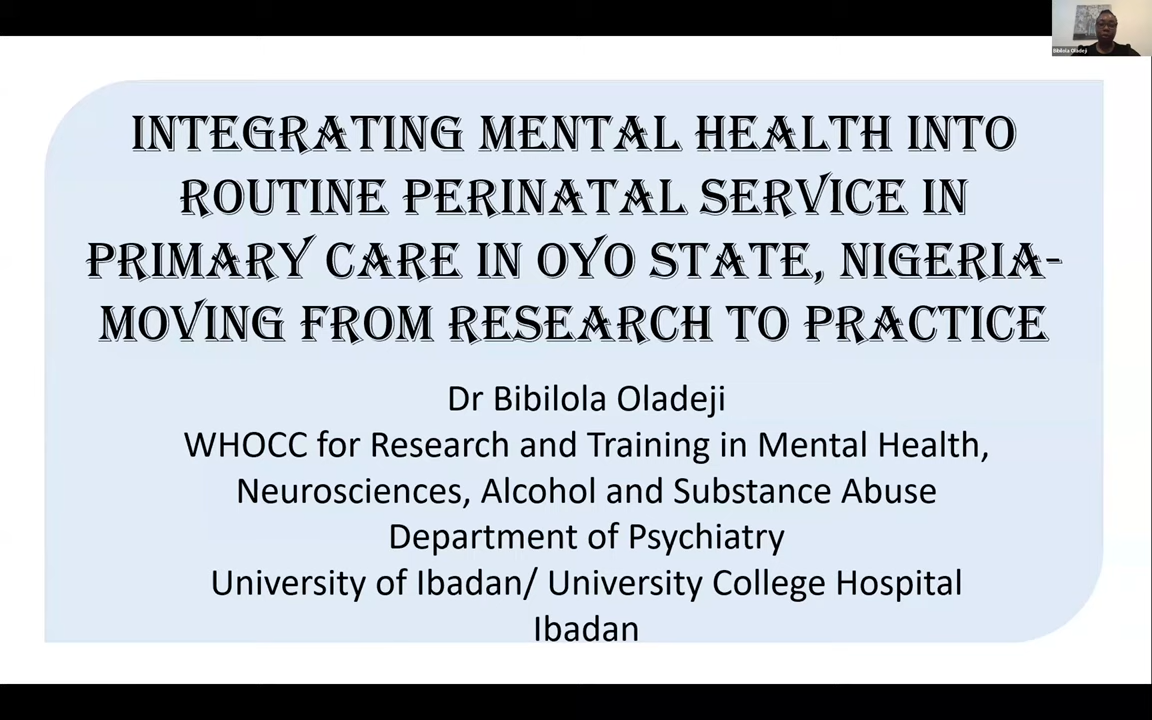 Bibilola Oladeji
INTEGRATING MENTAL HEALTH INTO
ROUTINE PERINATAL SERVICE IN
PRIMARY CARE IN OYO STATE, NIGERIA-
MOVING FROM RESEARCH TO PRACTICE
Dr Bibilola Oladeji
WHOCC for Research and Training in Mental Health,
Neurosciences, Alcohol and Substance Abuse
Department of Psychiatry
University of Ibadan/ University College Hospital
Ibadan